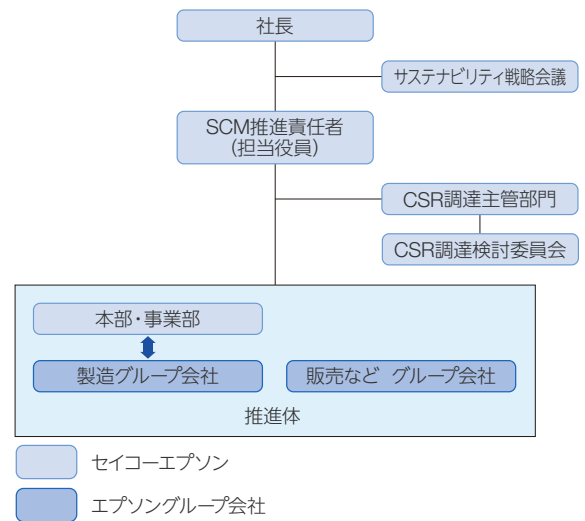 社長
サステナビリティ戦略会議
SCM推進責任者
(担当役員)
CSR調達主管部門
CSR調達検討委員会
本部・事業部
製造グループ会社
販売など グループ会社
推進体
セイコーエプソン
エプソングループ会社